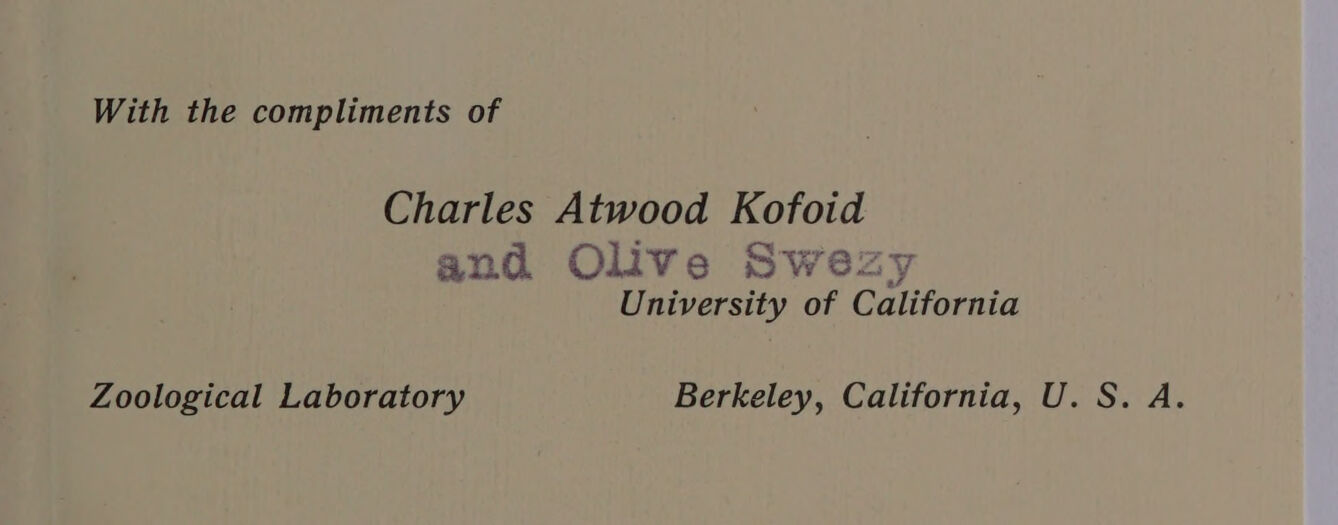 With the compliments of
Charles Atwood Kofoid
and Olive Swezy
University of California
Zoological Laboratory Berkeley, California, U. S. A.